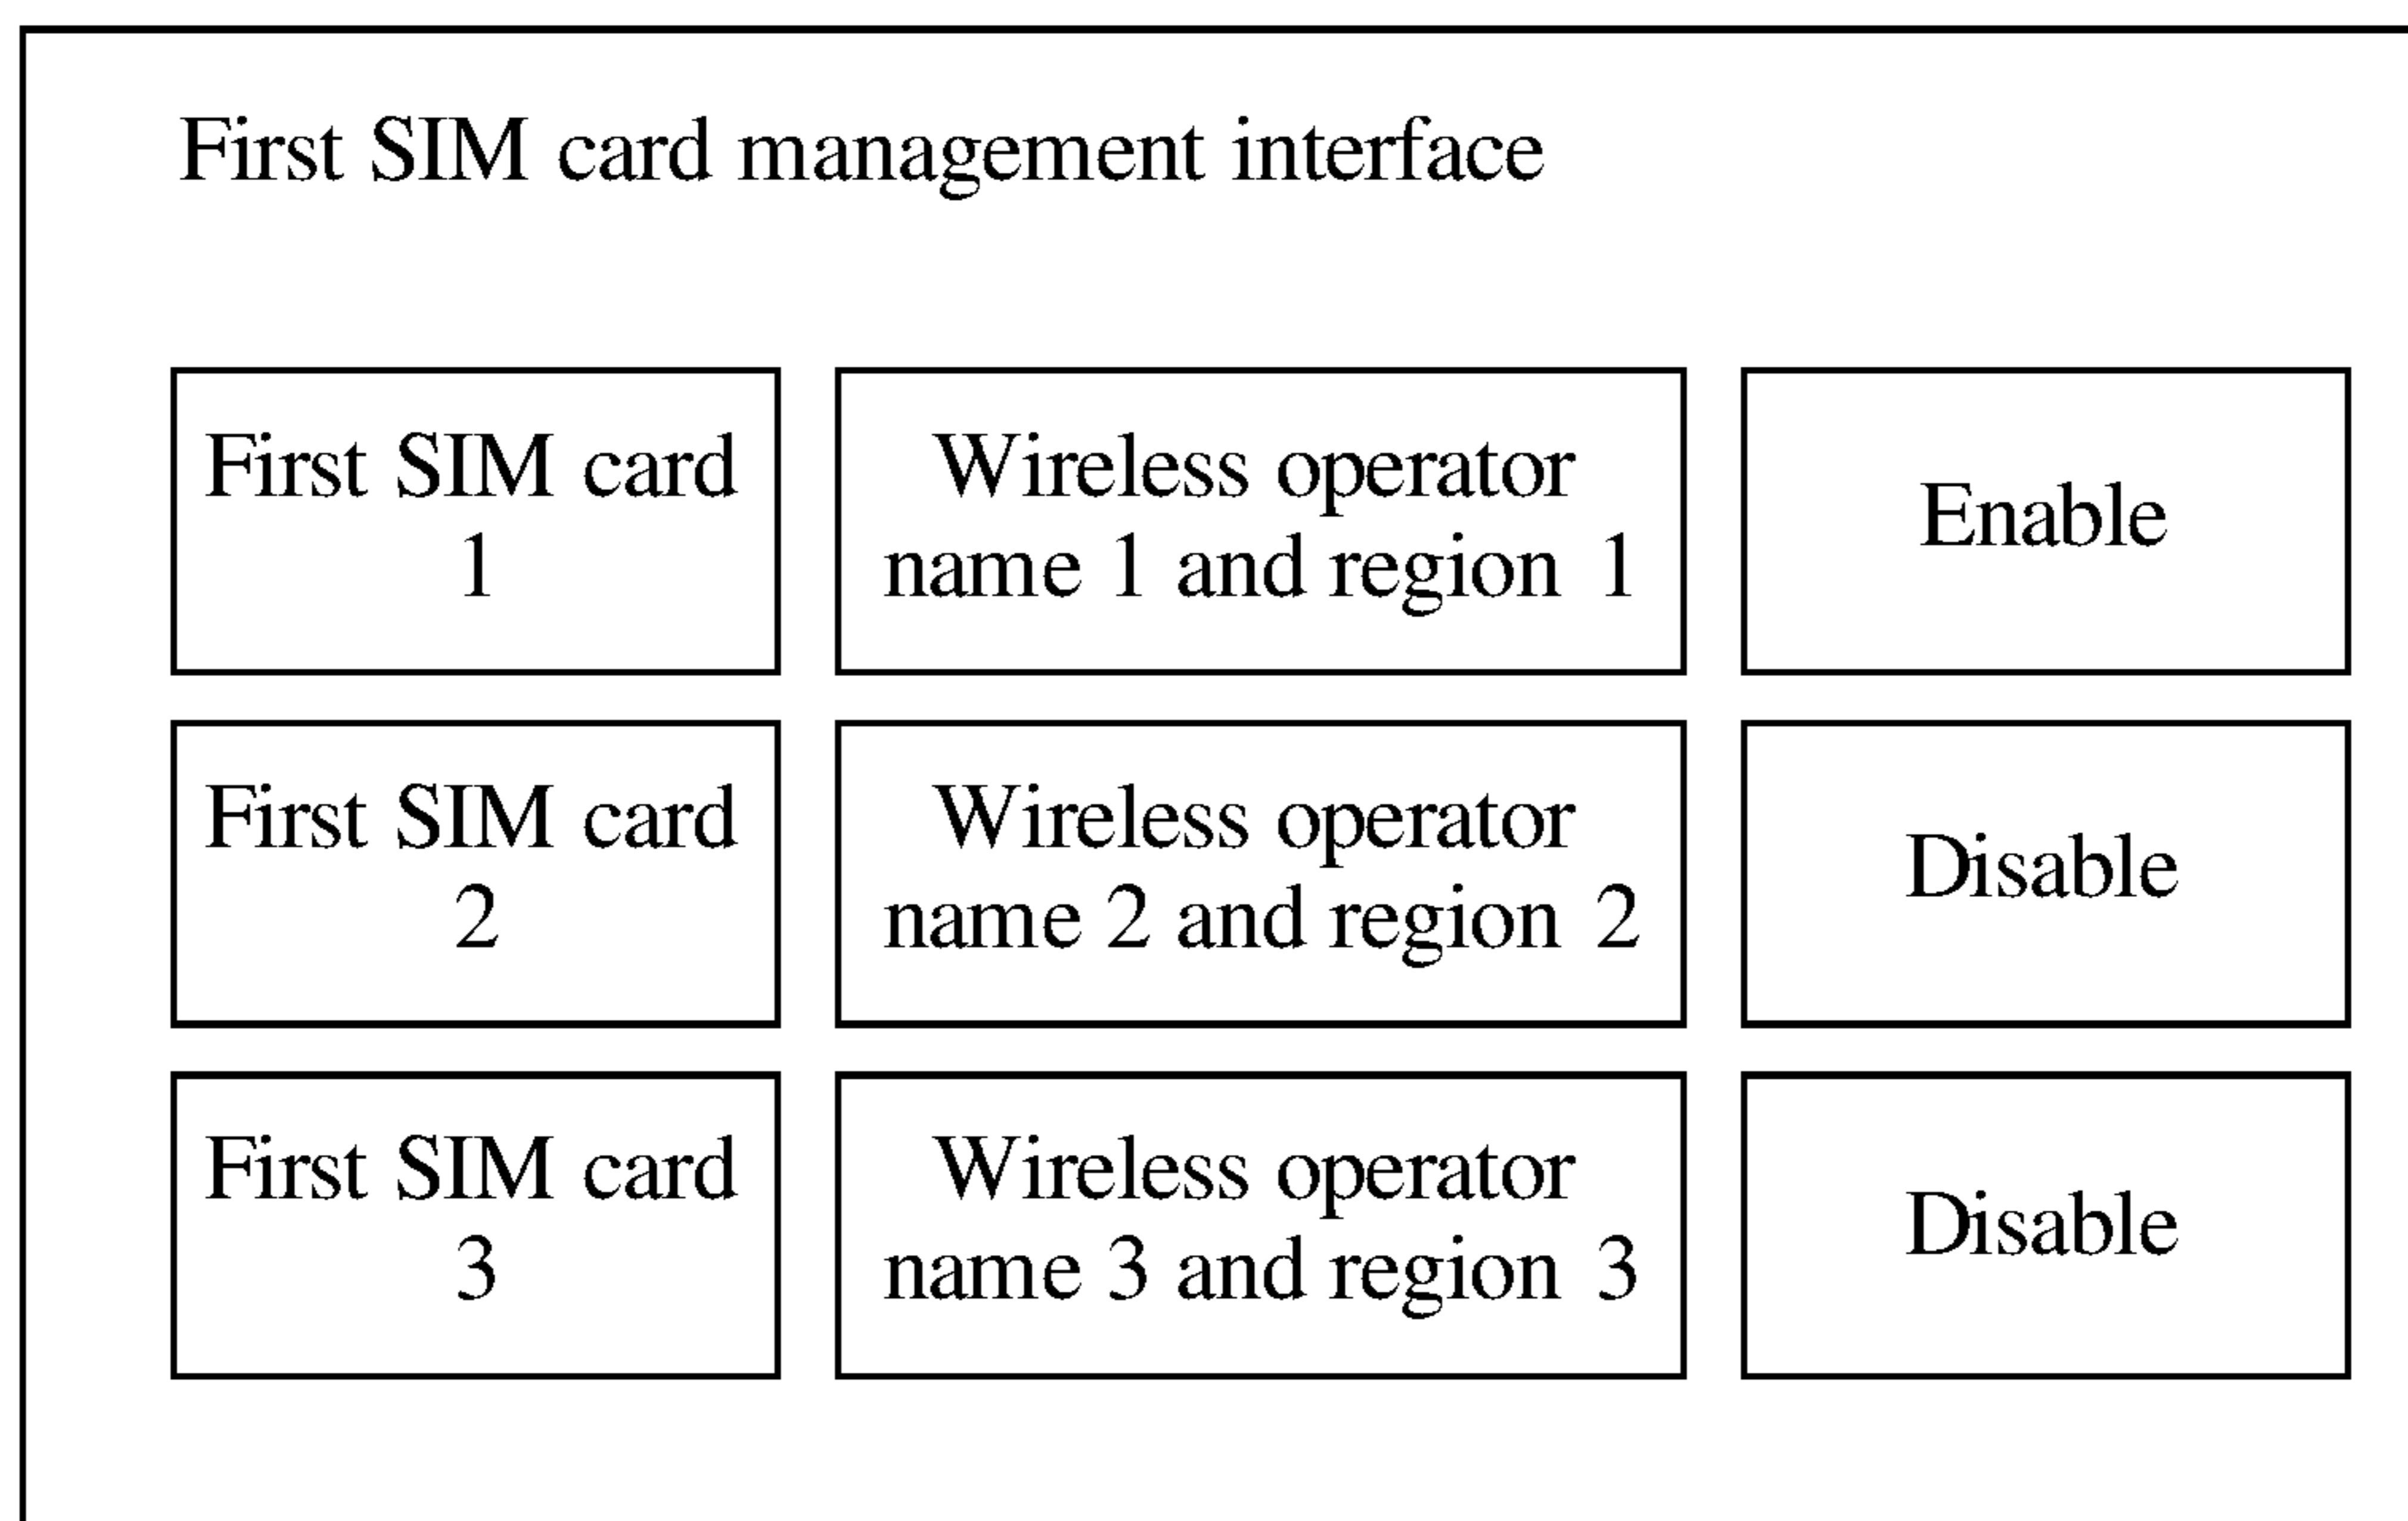 First SIM card management interface
First SIM card
1
Wireless operator
name 1 and region 1
Enable
First SIM card
2
Wireless operator
name 2 and region 2
Disable
First SIM card
3
Wireless operator
name 3 and region 3
Disable